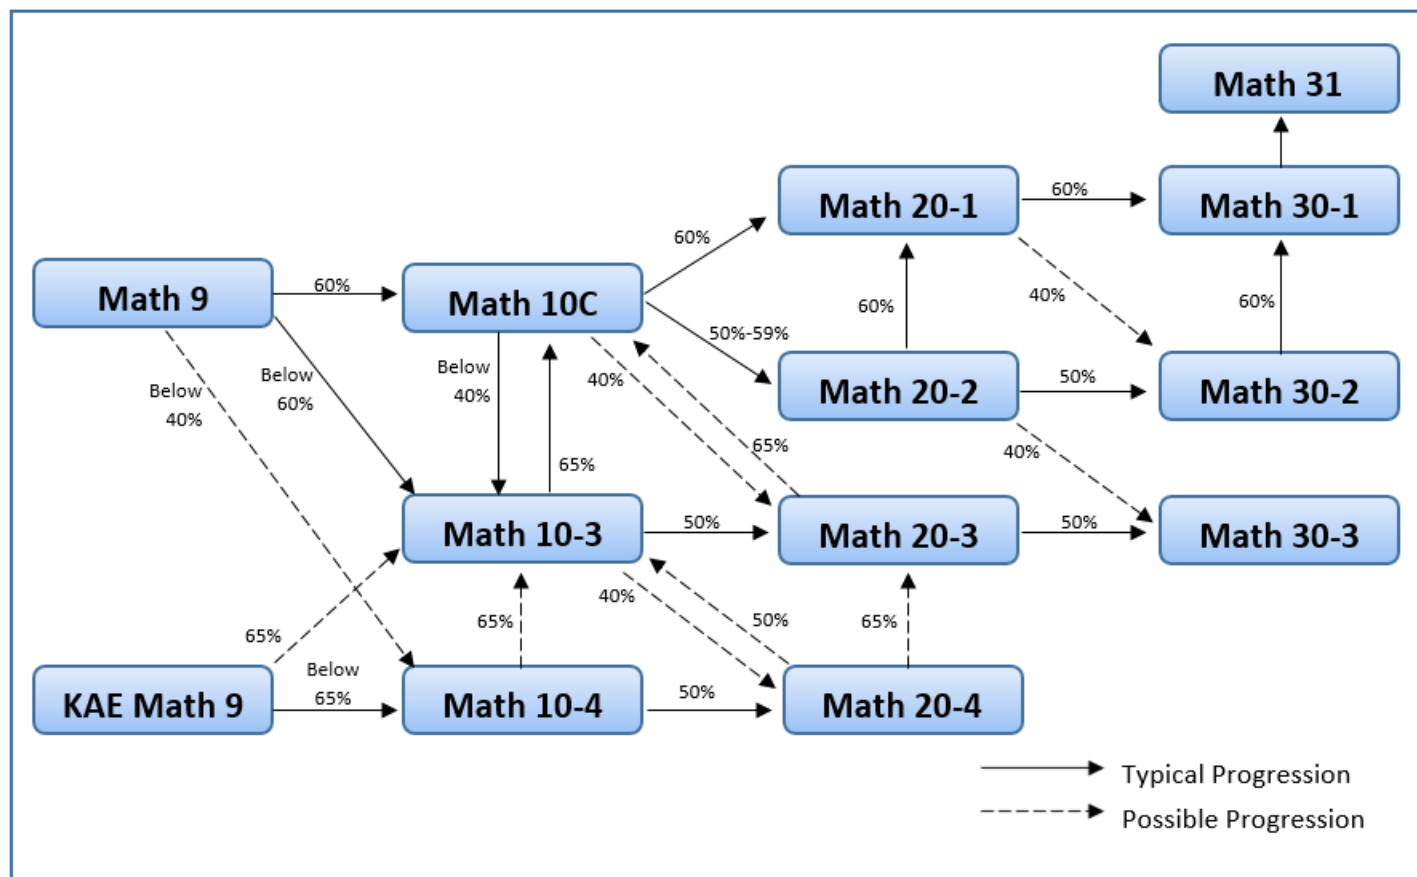 Math 31
Math 20-1
60%
Math 30-1
60%
Math 9
60%
Math 10C
60%
40%
60%
50%-59%
Below
60%
Below
40%
Below
40%
40%
Math 20-2
50%
Math 30-2
65%
65%
40%
Math 10-3
50%
Math 20-3
50%
Math 30-3
65%
65%
40%
50%
65%
KAE Math 9
Below
65%
Math 10-4
50%
Math 20-4
Typical Progression
Possible Progression